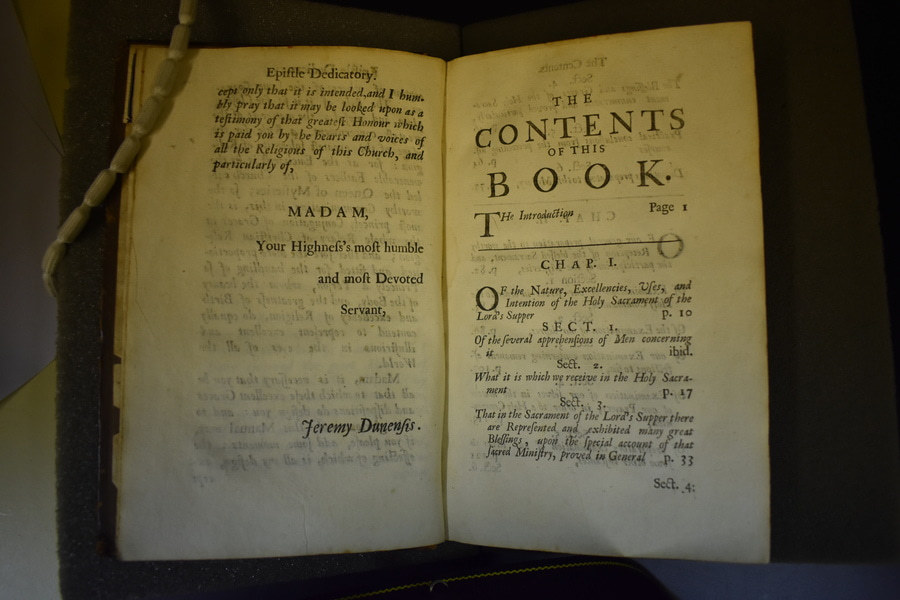 Epiſtle Dedicatory.
cept only that it is intended, and I hum-
bly pray that it may be looked upon as a
teſtimony of that greateſt Honour which
is paid you by the hearts and voices of
all the Religious of this Church, and
particularly of,
MADAM,
Your Highneſs's moſt humble
and moſt Devoted
Servant,
Jeremy Dunenſis.
THE
CONTENTS
OF THIS
BOOK.
THe Introduction Page 1
CHAP. I.
OF the Nature, Excellencies, Uſes, and
Intention of the Holy Sacrament of the
Lord's Supper p. 10
SECT. 1.
Of the ſeveral apprehenſions of Men concerning
it ibid.
Sect. 2.
What it is which we receive in the Holy Sacra-
ment p. 17
Sect. 3.
That in the Sacrament of the Lord's Supper there
are Repreſented and exhibited many great
Bleſſings, upon the ſpecial account of that
ſacred Miniſtry, proved in General p. 33
Sect. 4: